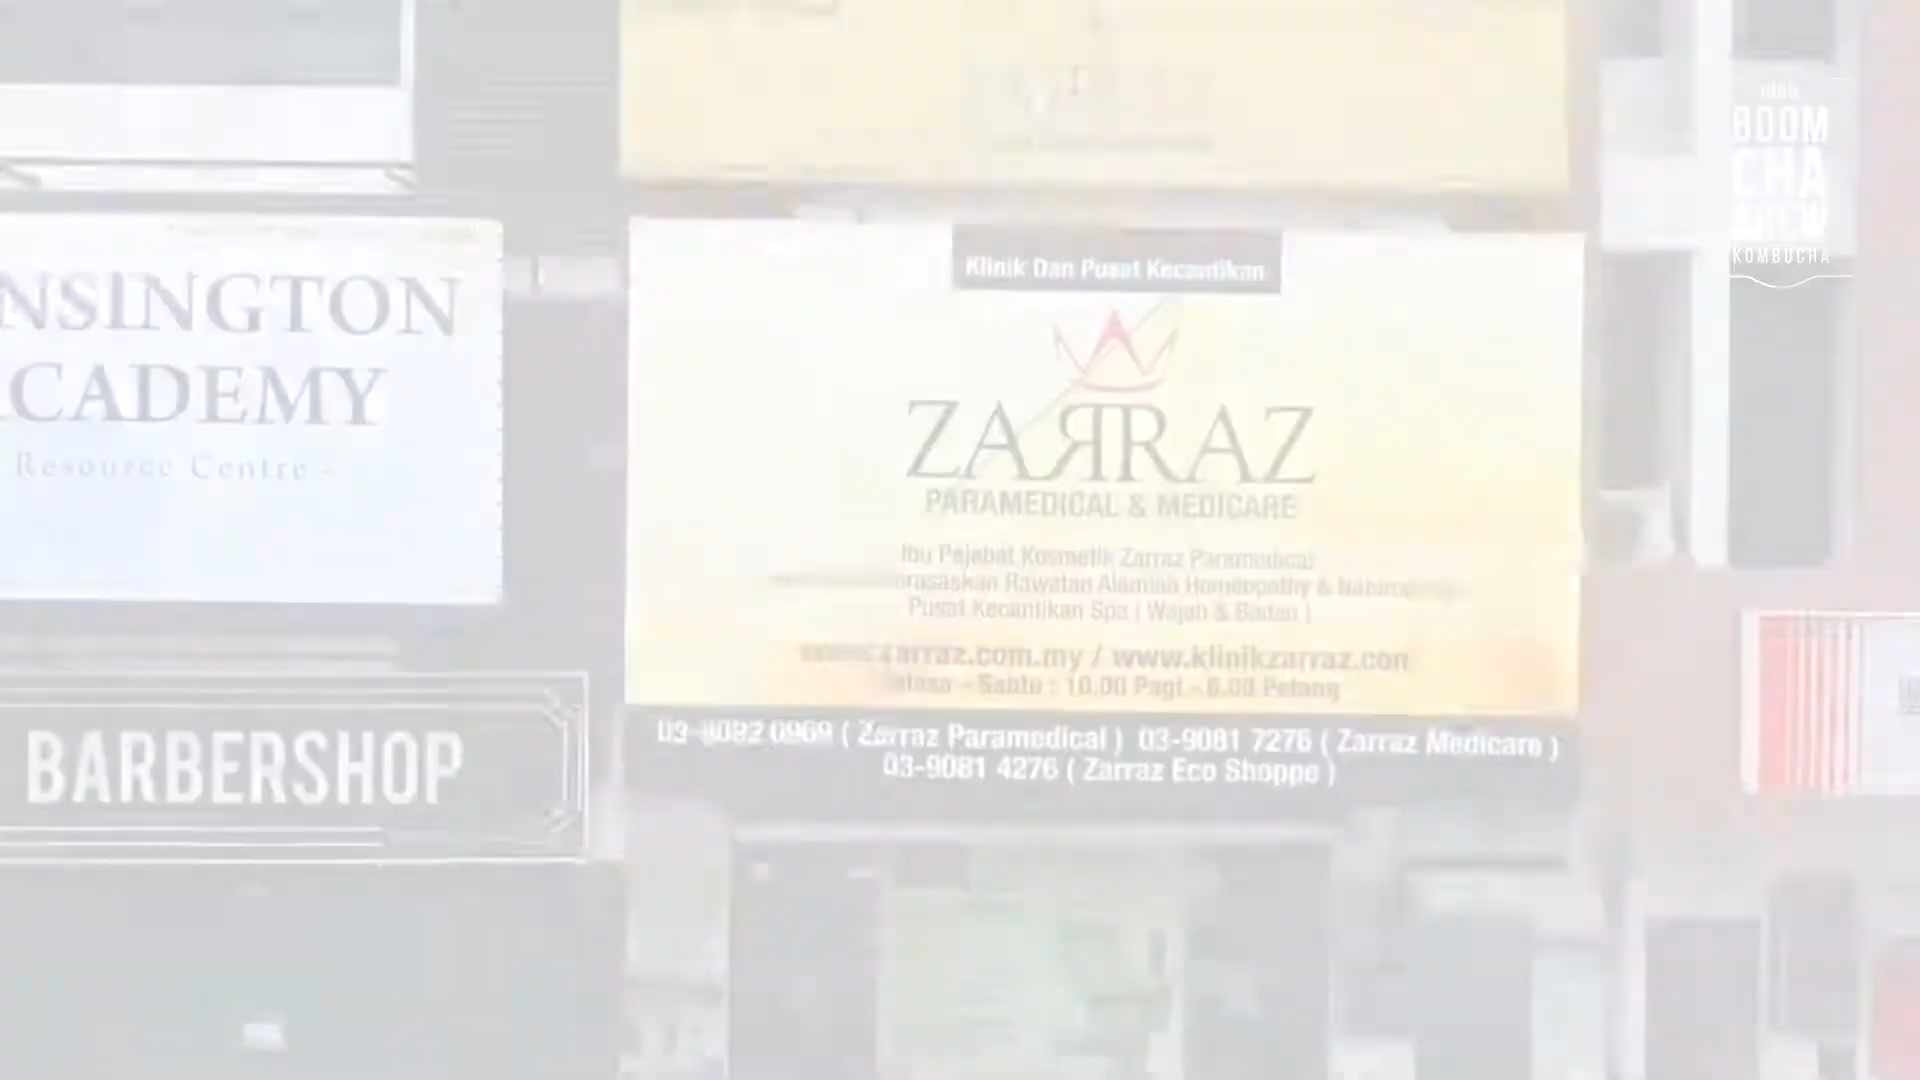 BOOM
CHA
KOMBUCHA
NSINGTON
CADEMY
Resource Centre -
BARBERSHOP
Klinik Dan Pusat Kecantikan
ZARRAZ
PARAMEDICAL & MEDICARE
Ibu Pejabat Kosmetik Zarraz Paramedical
Rawatan Alamiah Homeopathy &
Pusat Kecantikan Spa ( Wajah & Badan )
www.klinikzarraz.com
- Sabtu : 10.00 Pagi - 6.00 Petang
( Zarraz Paramedical ) 03-9081 7276 ( Zarraz Medicare )
03-9081 4276 ( Zarraz Eco Shoppe )